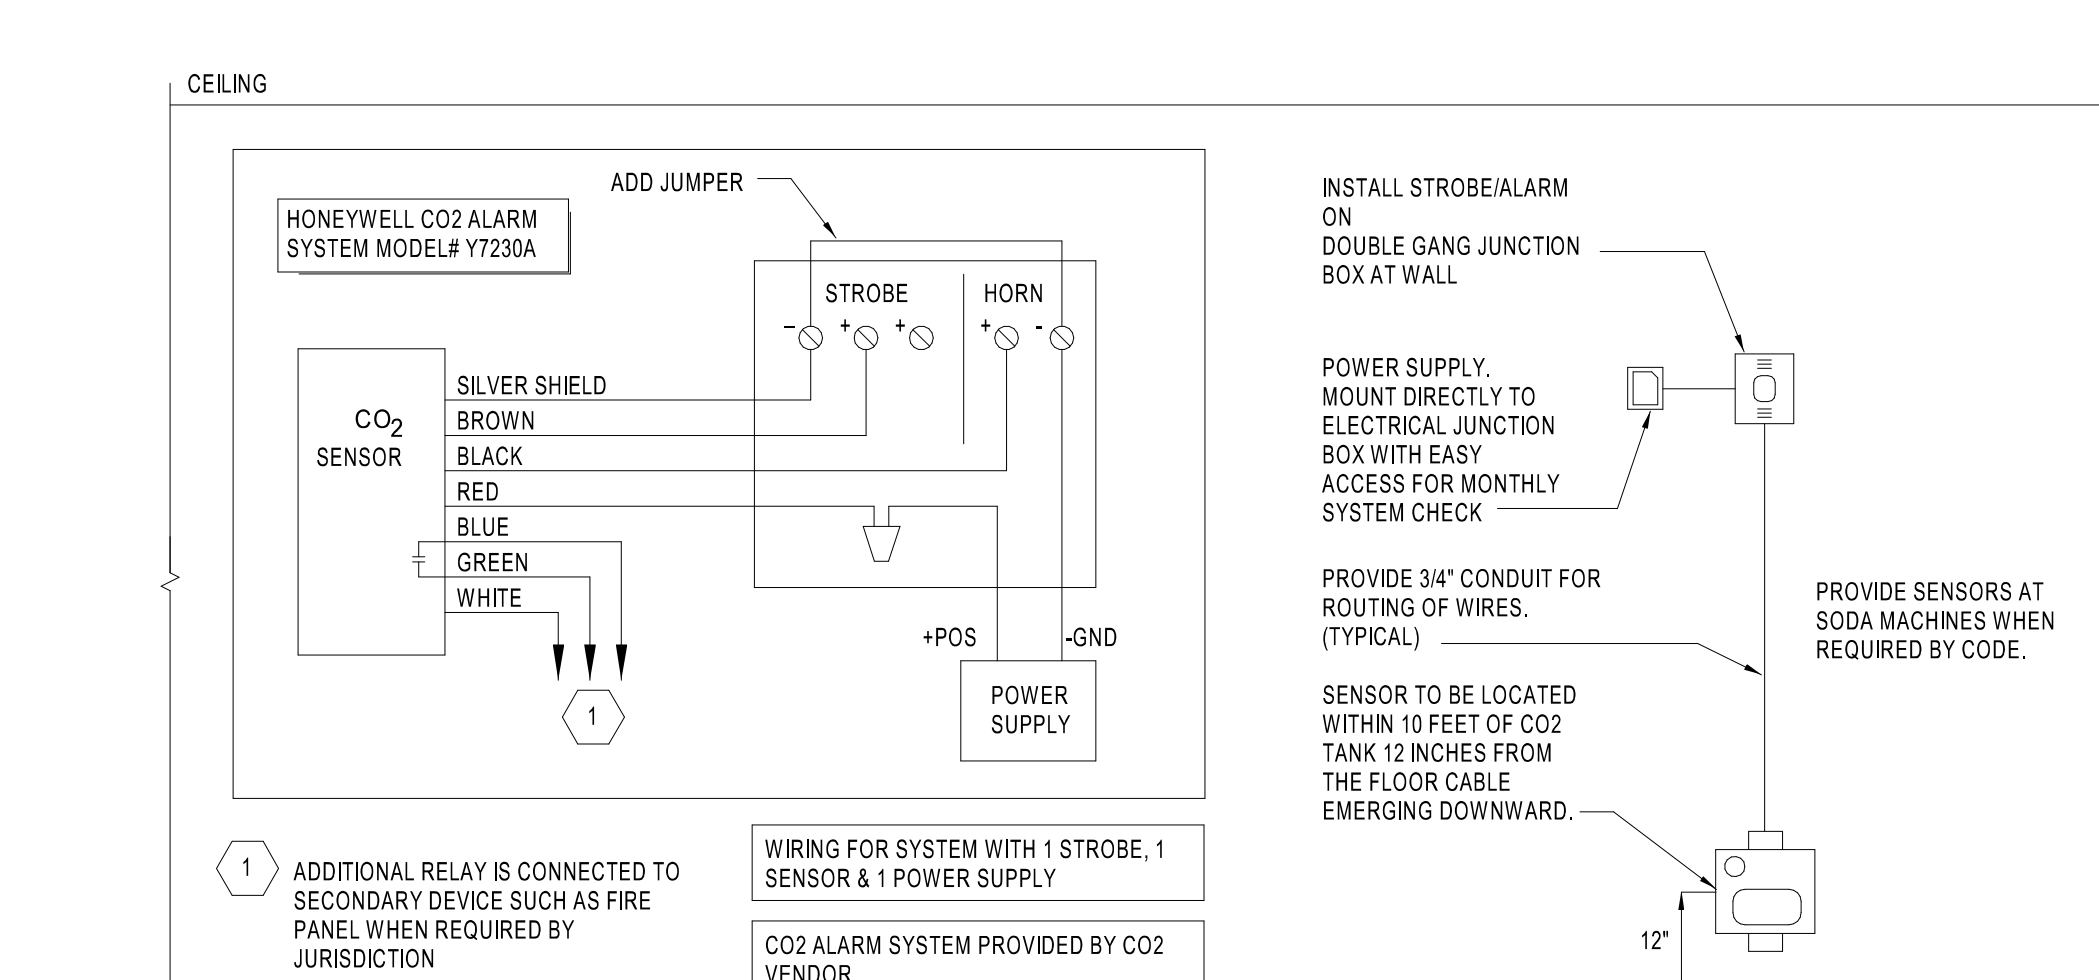 CEILING
ADD JUMPER
HONEYWELL CO2 ALARM
SYSTEM MODEL# Y7230A
STROBE
HORN
– + + + -
CO2
SENSOR
SILVER SHIELD
BROWN
BLACK
RED
BLUE
GREEN
WHITE
1
+POS
-GND
POWER
SUPPLY
1
ADDITIONAL RELAY IS CONNECTED TO
SECONDARY DEVICE SUCH AS FIRE
PANEL WHEN REQUIRED BY
JURISDICTION
WIRING FOR SYSTEM WITH 1 STROBE, 1
SENSOR & 1 POWER SUPPLY
CO2 ALARM SYSTEM PROVIDED BY CO2
VENDOR
INSTALL STROBE/ALARM
ON
DOUBLE GANG JUNCTION
BOX AT WALL
POWER SUPPLY.
MOUNT DIRECTLY TO
ELECTRICAL JUNCTION
BOX WITH EASY
ACCESS FOR MONTHLY
SYSTEM CHECK
PROVIDE 3/4" CONDUIT FOR
ROUTING OF WIRES.
(TYPICAL)
SENSOR TO BE LOCATED
WITHIN 10 FEET OF CO2
TANK 12 INCHES FROM
THE FLOOR CABLE
EMERGING DOWNWARD.
12"
PROVIDE SENSORS AT
SODA MACHINES WHEN
REQUIRED BY CODE.